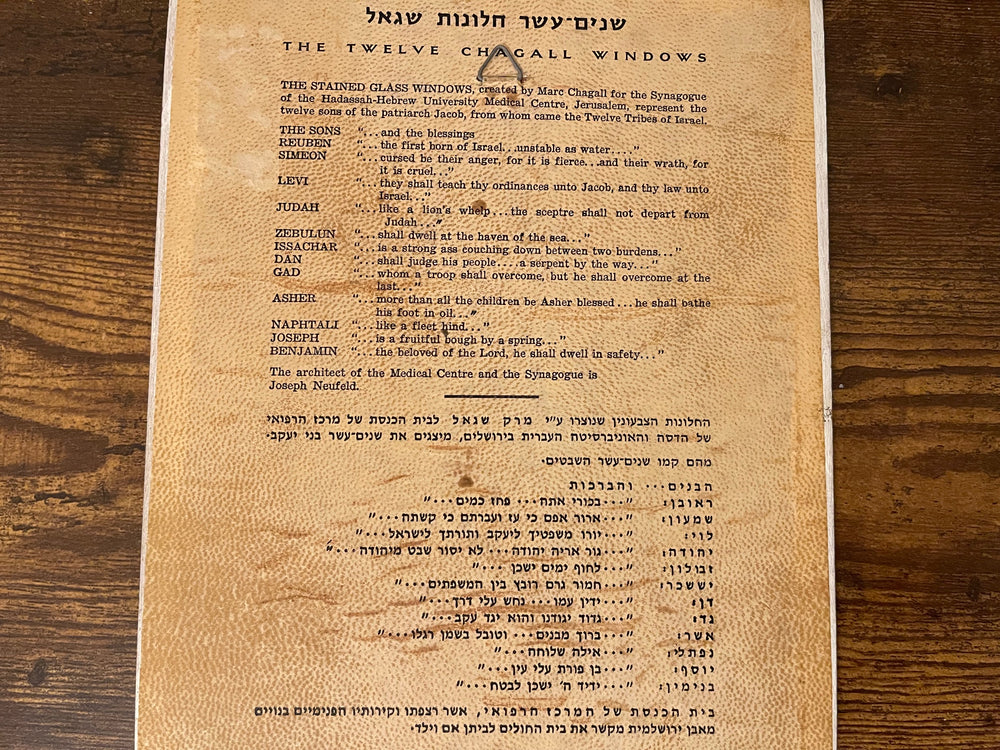 שנים־עשר חלונות שגאל
THE TWELVE CHAGALL WINDOWS
THE STAINED GLASS WINDOWS, created by Marc Chagall for the Synagogue
of the Hadassah-Hebrew University Medical Centre, Jerusalem, represent the
twelve sons of the patriarch Jacob, from whom came the Twelve Tribes of Israel.
THE SONS "...and the blessings
REUBEN "...the first born of Israel...unstable as water...."
SIMEON "...cursed be their anger, for it is fierce...and their wrath, for
it is cruel..."
LEVI "...they shall teach thy ordinances unto Jacob, and thy law unto
Israel..."
JUDAH "...like a lion's whelp...the sceptre shall not depart from
Judah..."
ZEBULUN "...shall dwell at the haven of the sea..."
ISSACHAR "...is a strong ass couching down between two burdens..."
DAN "...shall judge his people....a serpent by the way..."
GAD "...whom a troop shall overcome, but he shall overcome at the
last..."
ASHER "...more than all the children be Asher blessed...he shall bathe
his foot in oil..."
NAPHTALI "...like a fleet hind..."
JOSEPH "...is a fruitful bough by a spring..."
BENJAMIN "...the beloved of the Lord, he shall dwell in safety..."
The architect of the Medical Centre and the Synagogue is
Joseph Neufeld.
החלונות הצבעונין שנוצרו ע״י מרק שגאל לבית הכנסת של מרכז הרפואי
של הדסה והאוניברסיטה העברית בירושלים, מיצגים את שנים־עשר בני יעקב.
מהם קמו שנים־עשר השבטים.
הבנים... והברכות
ראובן: "...בכורי אתה... פחז כמים..."
שמעון: "...ארור אפם כי עז ועברתם כי קשתה..."
לוי: "...יורו משפטיך ליעקב ותורתך לישראל..."
יהודה: "...גור אריה יהודה... לא יסור שבט מיהודה..."
זבולון: "...לחוף ימים ישכן..."
יששכר: "...חמור גרם רובץ בין המשפתים..."
דן: "...ידין עמו... נחש עלי דרך..."
גד: "...גדוד יגודנו והוא יגד עקב..."
אשר: "...ברוך מבנים... וטובל בשמן רגלו..."
נפתלי: "...אילה שלוחה..."
יוסף: "...בן פורת עלי עין..."
בנימין: "...ידיד ה׳ ישכן לבטח..."
בית הכנסת של המרכז הרפואי, אשר רצפתו וקירותיו הפנימיים בנויים
מאבן ירושלמית מקשר את בית החולים לביתן אם וילד.